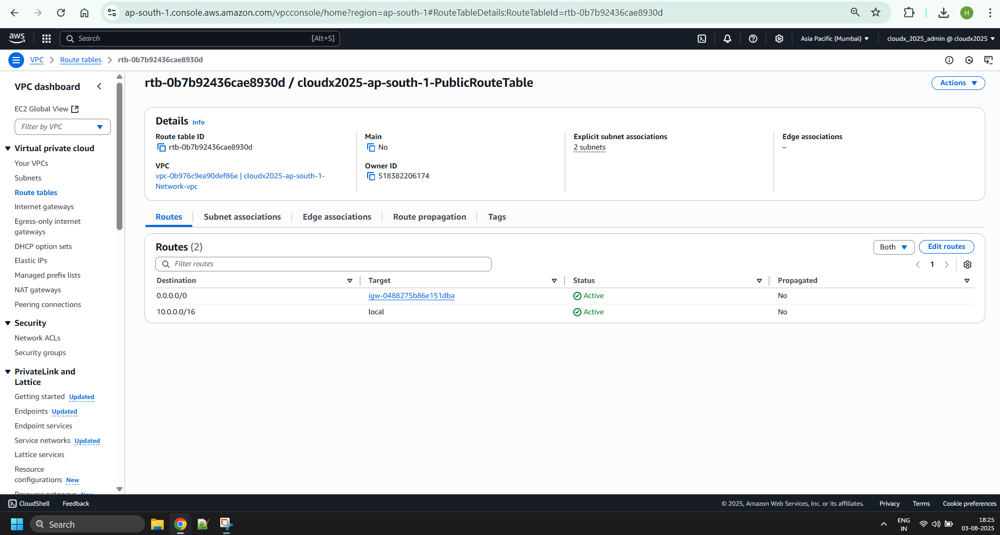 ap-south-1.console.aws.amazon.com/vpcconsole/home?region=ap-south-1#RouteTableDetails:RouteTableId=rtb-0b7b92436cae8930d
H
aws
Search [Alt+S]
Asia Pacific (Mumbai)
cloudx_2025_admin @ cloudx2025
VPC
Route tables
rtb-0b7b92436cae8930d
VPC dashboard
EC2 Global View
Filter by VPC
Virtual private cloud
Your VPCs
Subnets
Route tables
Internet gateways
Egress-only internet
gateways
DHCP option sets
Elastic IPs
Managed prefix lists
NAT gateways
Peering connections
Security
Network ACLs
Security groups
PrivateLink and
Lattice
Getting started Updated
Endpoints Updated
Endpoint services
Service networks Updated
Lattice services
Resource
configurations New
Resource gateways New
rtb-0b7b92436cae8930d / cloudx2025-ap-south-1-PublicRouteTable
Actions
Details Info
Route table ID
rtb-0b7b92436cae8930d
VPC
vpc-0b976c9ea90def86e | cloudx2025-ap-south-1-
Network-vpc
Main
No
Owner ID
518382206174
Explicit subnet associations
2 subnets
Edge associations
–
Routes
Subnet associations
Edge associations
Route propagation
Tags
Routes (2)
Both
Edit routes
Filter routes
1
Destination Target Status Propagated
0.0.0.0/0 igw-0488275b86e151dba Active No
10.0.0.0/16 local Active No
CloudShell Feedback
© 2025, Amazon Web Services, Inc. or its affiliates. Privacy Terms Cookie preferences
Search
ENG
IN
18:25
03-08-2025